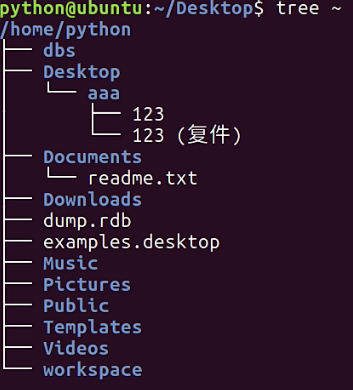 python@ubuntu:~/Desktop$ tree ~
/home/python
├── dbs
├── Desktop
│   └── aaa
│       ├── 123
│       └── 123 (复件)
├── Documents
│   └── readme.txt
├── Downloads
├── dump.rdb
├── examples.desktop
├── Music
├── Pictures
├── Public
├── Templates
├── Videos
└── workspace